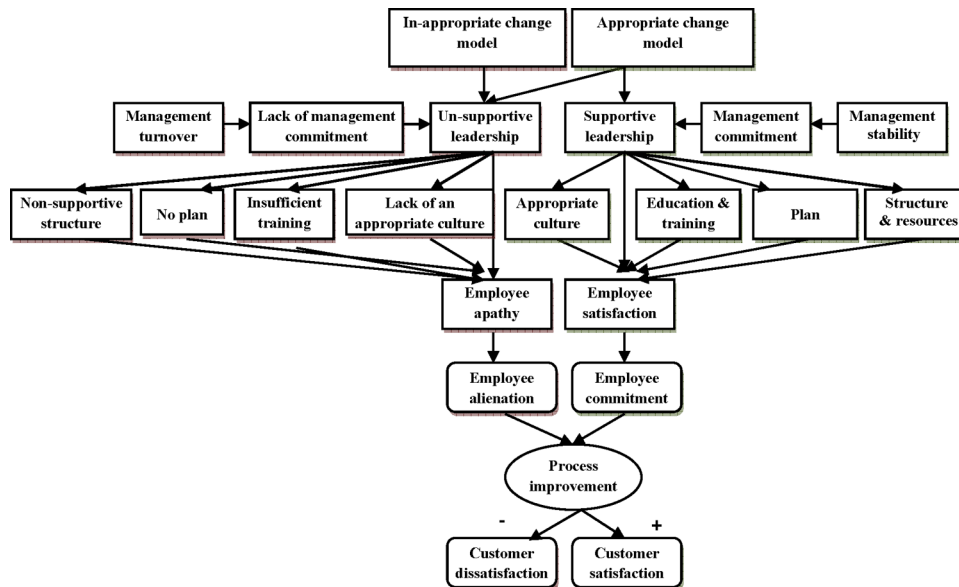 In-appropriate change
model
Appropriate change
model
Management
turnover
Lack of management
commitment
Un-supportive
leadership
Supportive
leadership
Management
commitment
Management
stability
Non-supportive
structure
No plan
Insufficient
training
Lack of an
appropriate culture
Appropriate
culture
Education &
training
Plan
Structure
& resources
Employee
apathy
Employee
satisfaction
Employee
alienation
Employee
commitment
Process
improvement
-
+
Customer
dissatisfaction
Customer
satisfaction